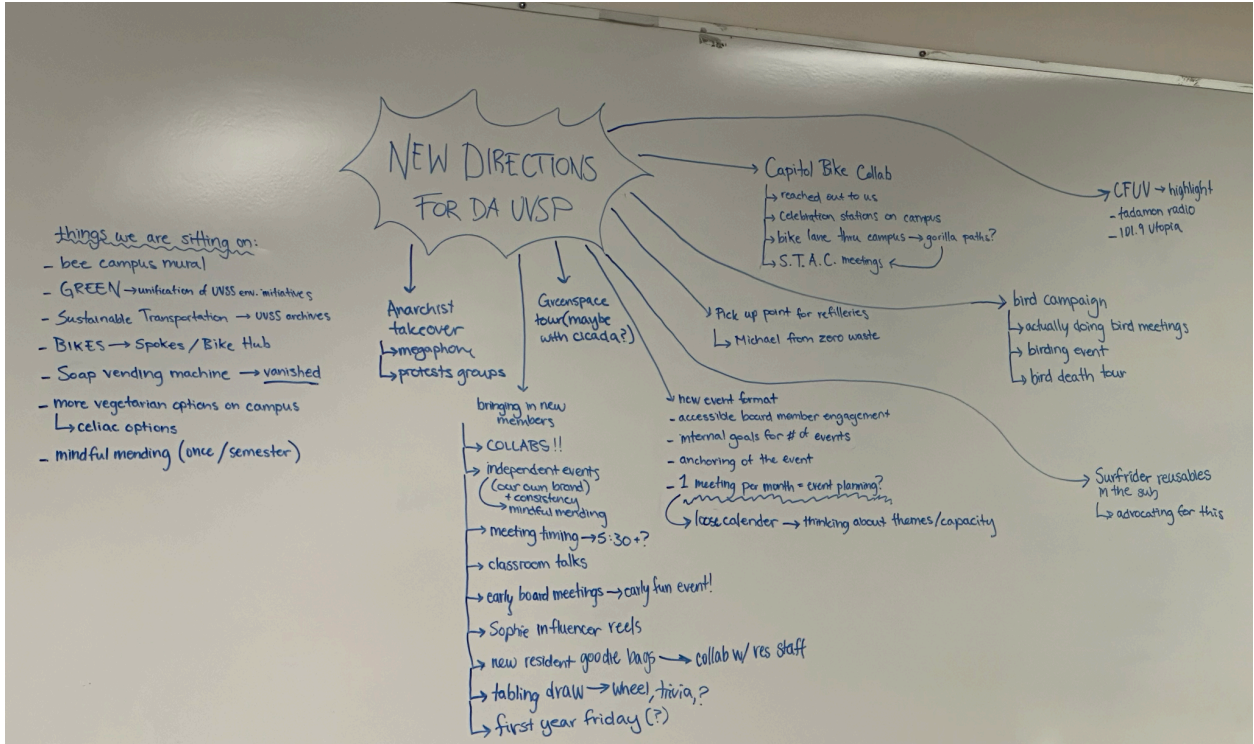 NEW DIRECTIONS
FOR DA UVSP
things we are sitting on:
- bee campus mural
- GREEN → unification of UVSS env. initiatives
- Sustainable Transportation → UVSS archives
- BIKES → Spokes / Bike Hub
- Soap vending machine → vanished
- more vegetarian options on campus
↳ celiac options
- mindful mending (once/semester)
Anarchist
takeover
↳ megaphone
↳ protests groups
bringing in new
members
→ COLLABS!!
→ independent events
(our own brand)
+ consistency
→ mindful mending
→ meeting timing → 5:30+?
→ classroom talks
→ early board meetings → early fun event!
→ Sophie influencer reels
→ new resident goodie bags → collab w/ res staff
→ tabling draw → wheel, trivia, ?
↳ first year friday (?)
Greenspace
tour (maybe
with cicada?)
new event format
- accessible board member engagement
- internal goals for # of events
- anchoring of the event
- 1 meeting per month = event planning?
→ loose calender → thinking about themes/capacity
Pick up point for refilleries
↳ Michael from zero waste
Capitol Bike Collab
→ reached out to us
→ celebration stations on campus
→ bike lane thru campus → gorilla paths?
↳ S.T.A.C. meetings
CFUV → highlight
- tadamon radio
- 101.9 Utopia
bird campaign
↳ actually doing bird meetings
→ birding event
↳ bird death tour
Surfrider reusables
in the sub
↳ advocating for this